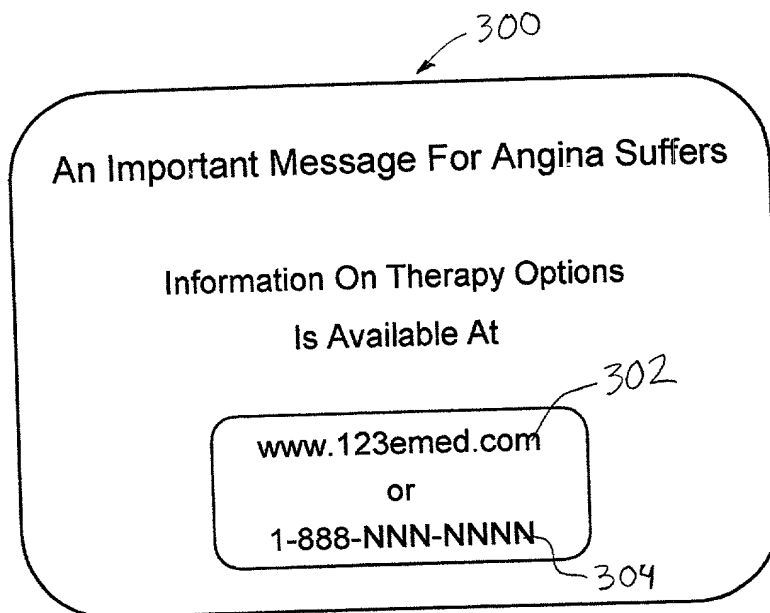 300
An Important Message For Angina Suffers
Information On Therapy Options
Is Available At
302
www.123emed.com
or
1-888-NNN-NNNN
304